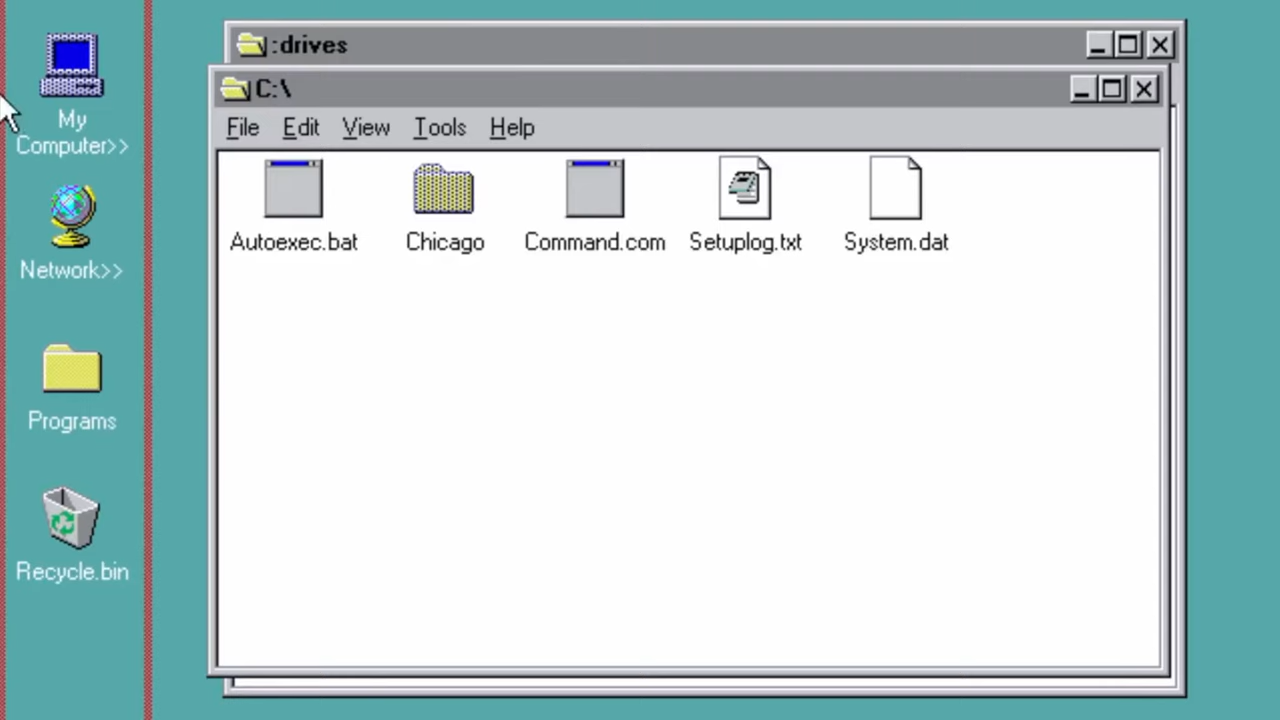 :drives
C:\
File Edit View Tools Help
Autoexec.bat Chicago Command.com Setuplog.txt System.dat
My
Computer>>
Network>>
Programs
Recycle.bin